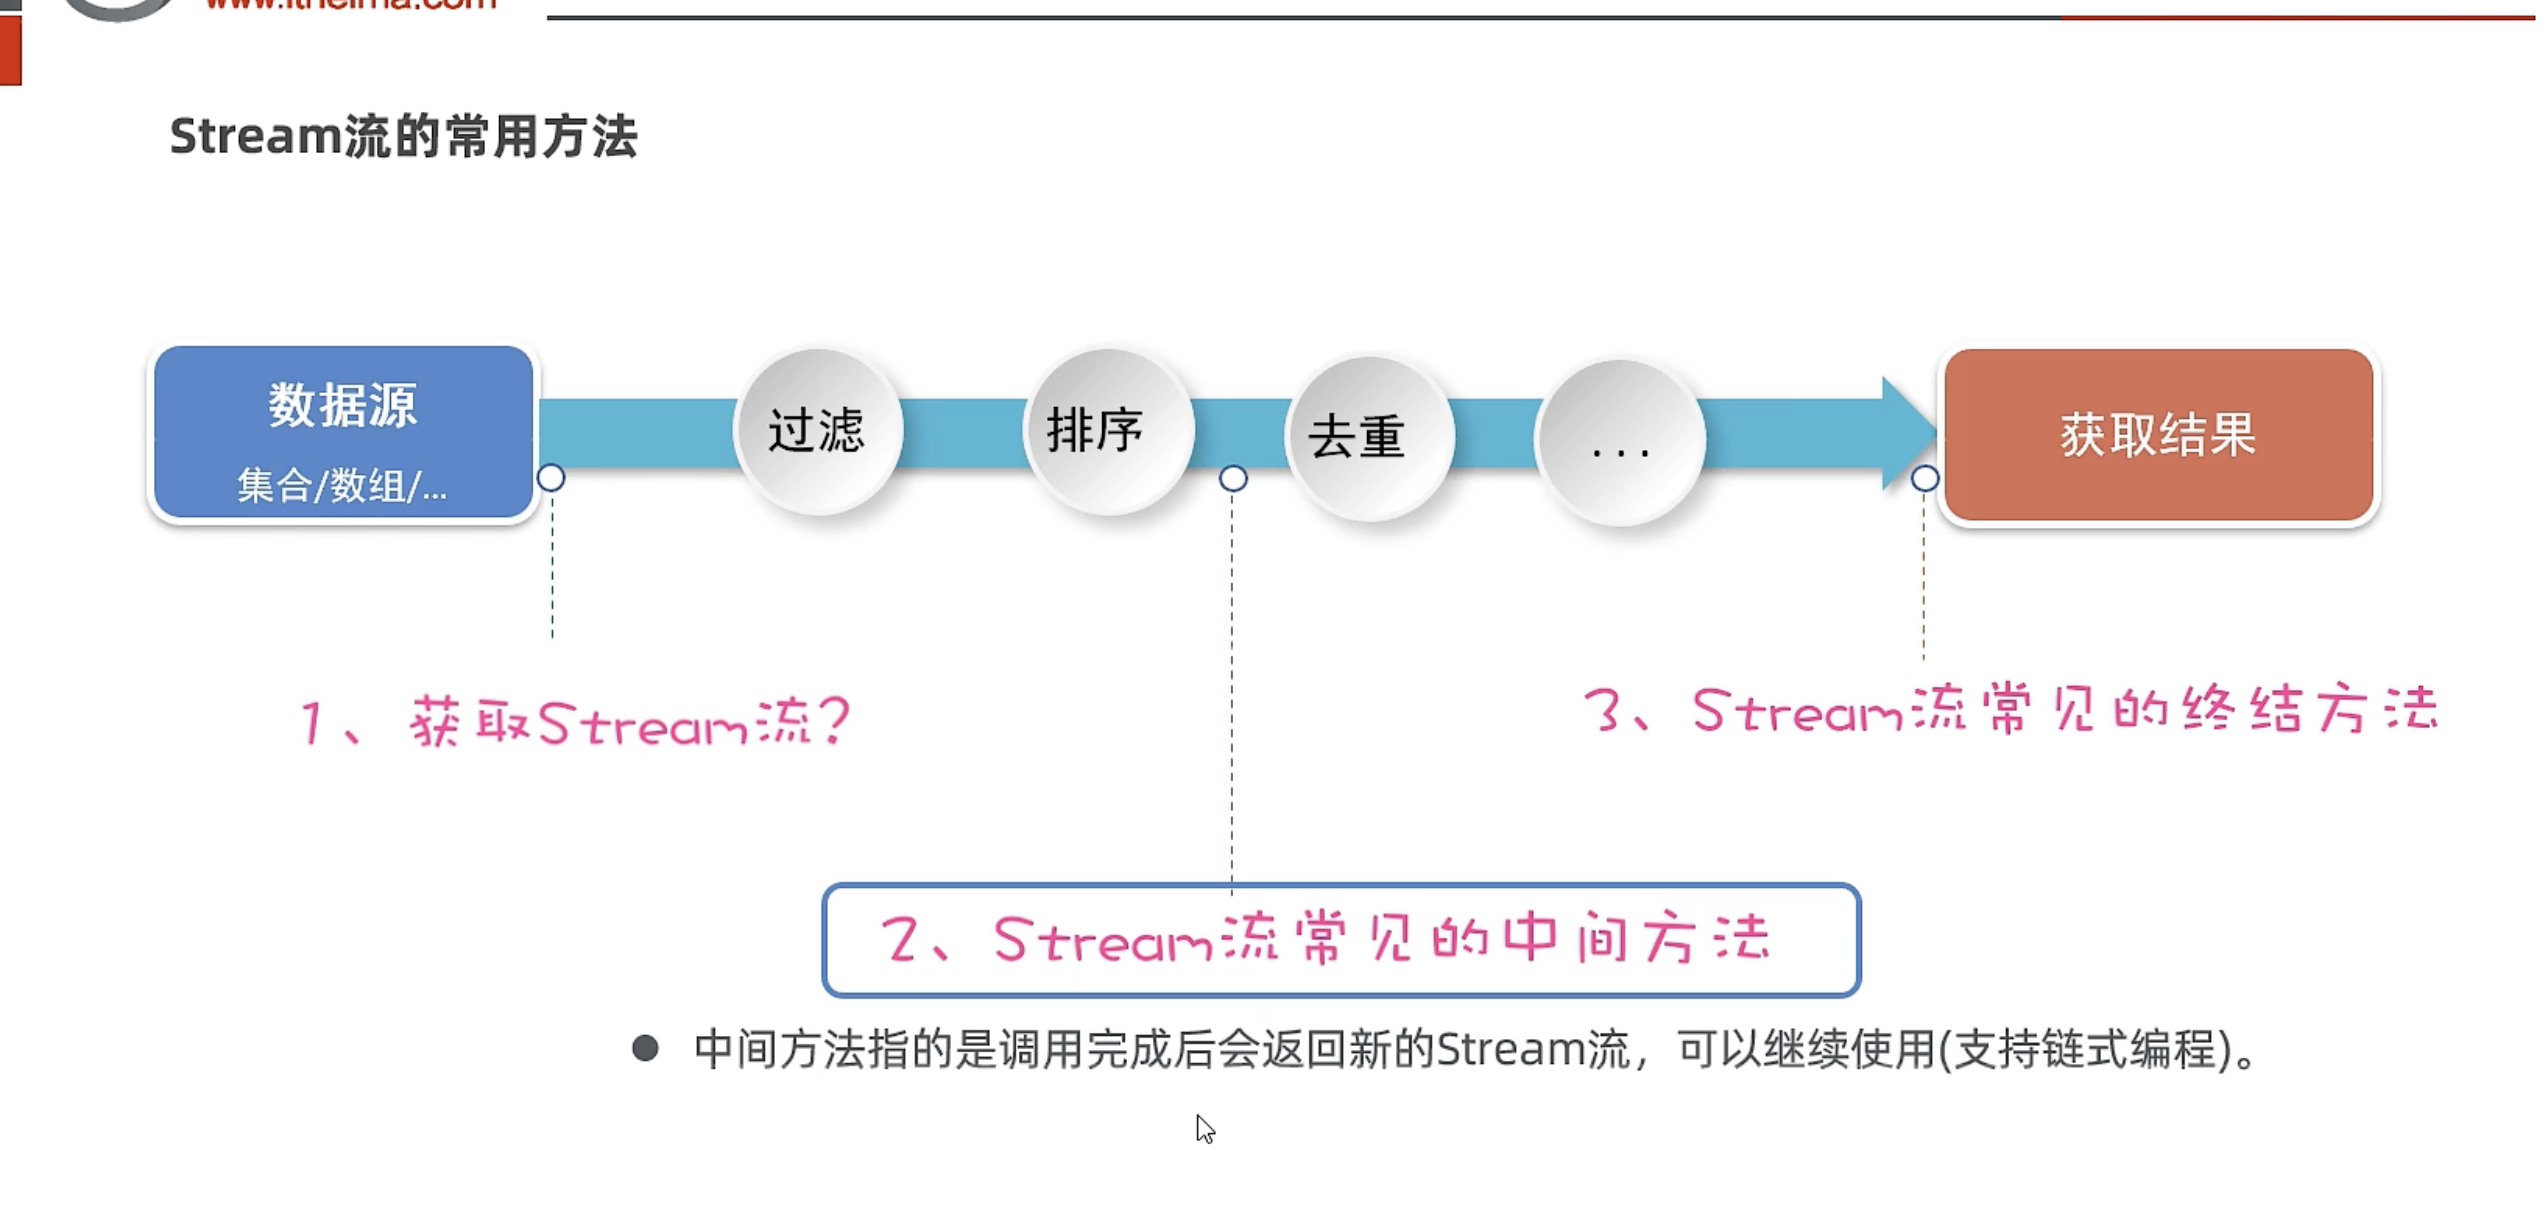 www.itheima.com
Stream流的常用方法
数据源
集合/数组/...
过滤
排序
去重
...
获取结果
1、获取Stream流?
3、Stream流常见的终结方法
2、Stream流常见的中间方法
● 中间方法指的是调用完成后会返回新的Stream流，可以继续使用(支持链式编程)。